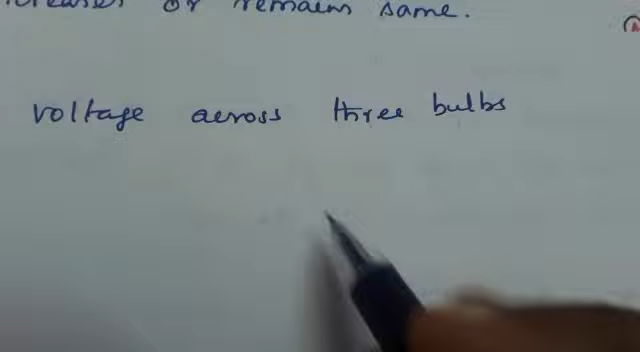 or remains same.
voltage across three bulbs